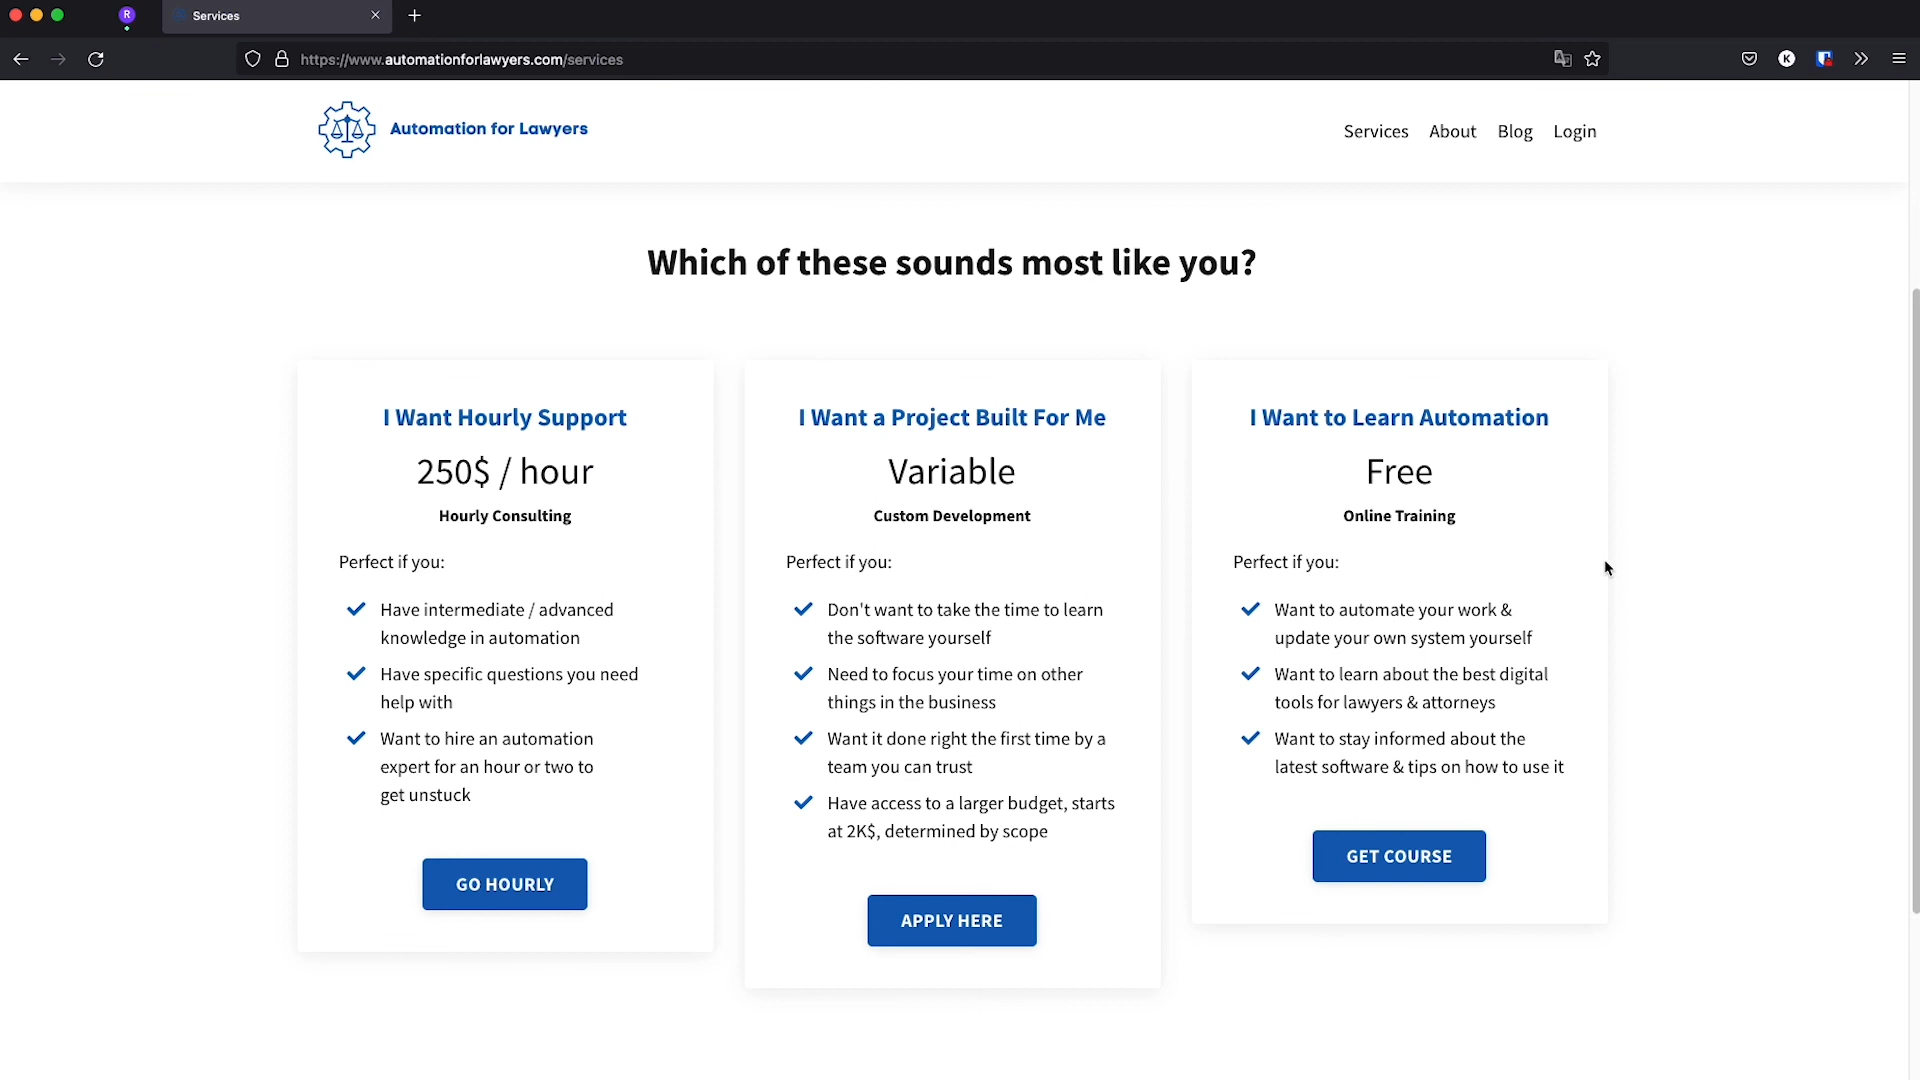 R
Services
https://www.automationforlawyers.com/services
K
Automation for Lawyers
Services About Blog Login
Which of these sounds most like you?
I Want Hourly Support
250$ / hour
Hourly Consulting
Perfect if you:
Have intermediate / advanced
knowledge in automation
Have specific questions you need
help with
Want to hire an automation
expert for an hour or two to
get unstuck
GO HOURLY
I Want a Project Built For Me
Variable
Custom Development
Perfect if you:
Don't want to take the time to learn
the software yourself
Need to focus your time on other
things in the business
Want it done right the first time by a
team you can trust
Have access to a larger budget, starts
at 2K$, determined by scope
APPLY HERE
I Want to Learn Automation
Free
Online Training
Perfect if you:
Want to automate your work &
update your own system yourself
Want to learn about the best digital
tools for lawyers & attorneys
Want to stay informed about the
latest software & tips on how to use it
GET COURSE